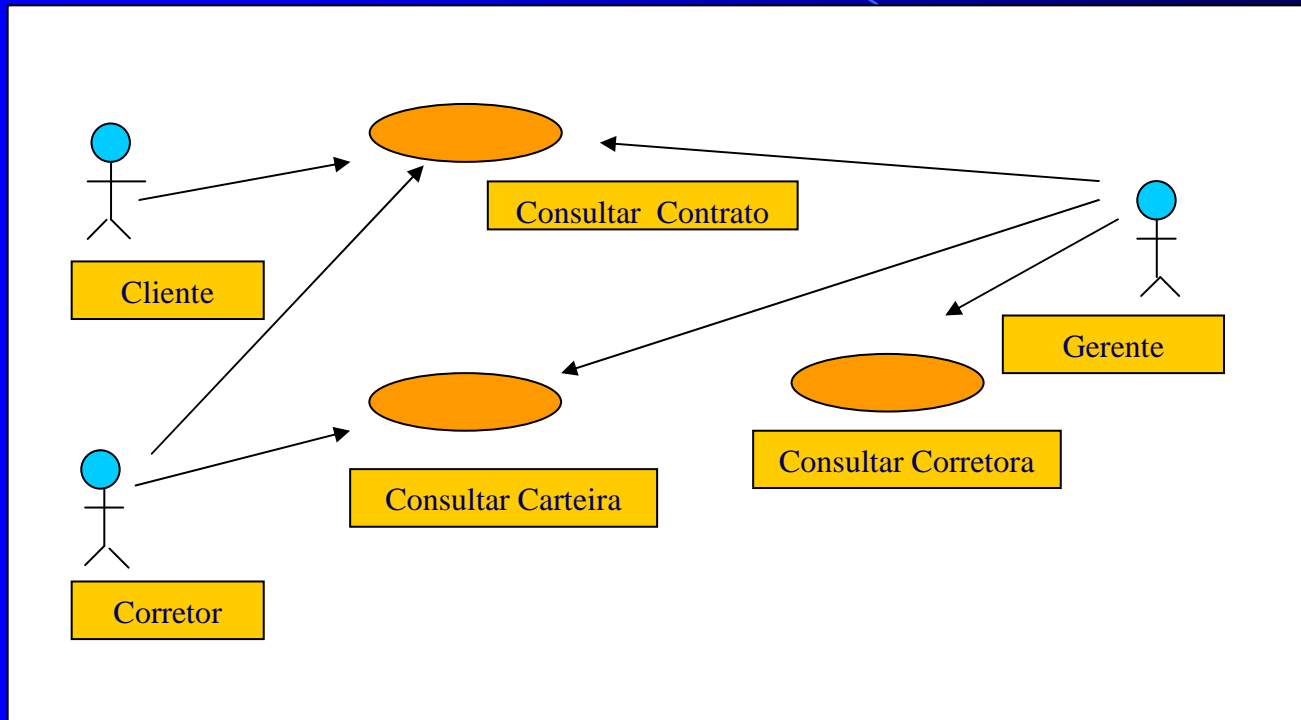 Consultar Contrato
Cliente
Gerente
Consultar Corretora
Consultar Carteira
Corretor